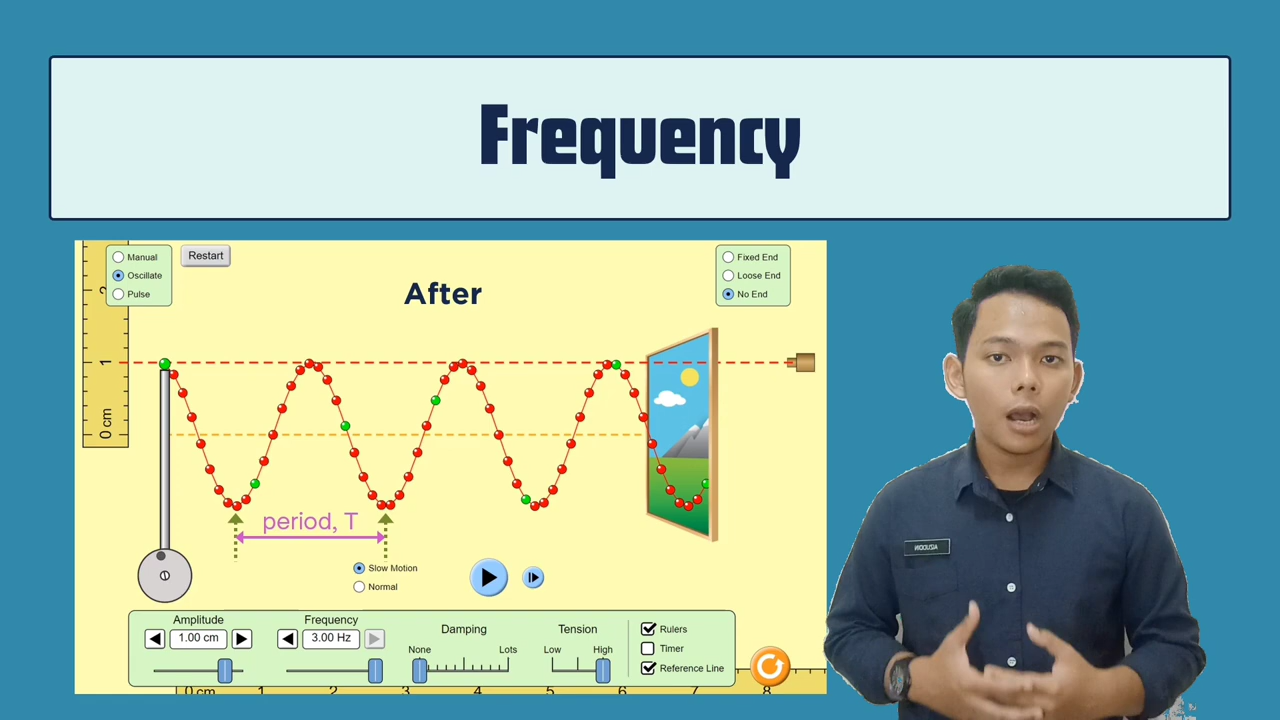 Frequency
Manual
Oscillate
Pulse
Restart
Fixed End
Loose End
No End
After
2
1
0 cm
period, T
Slow Motion
Normal
Amplitude
1.00 cm
Frequency
3.00 Hz
Damping
None
Lots
Tension
Low
High
Rulers
Timer
Reference Line
0 cm 1 2 3 4 5 6 7 8